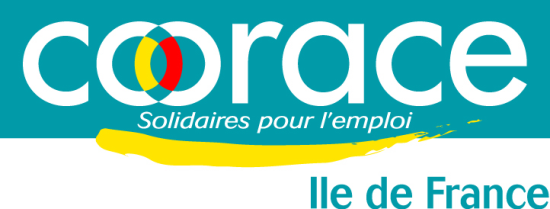 coorace
Solidaires pour l'emploi
Ile de France